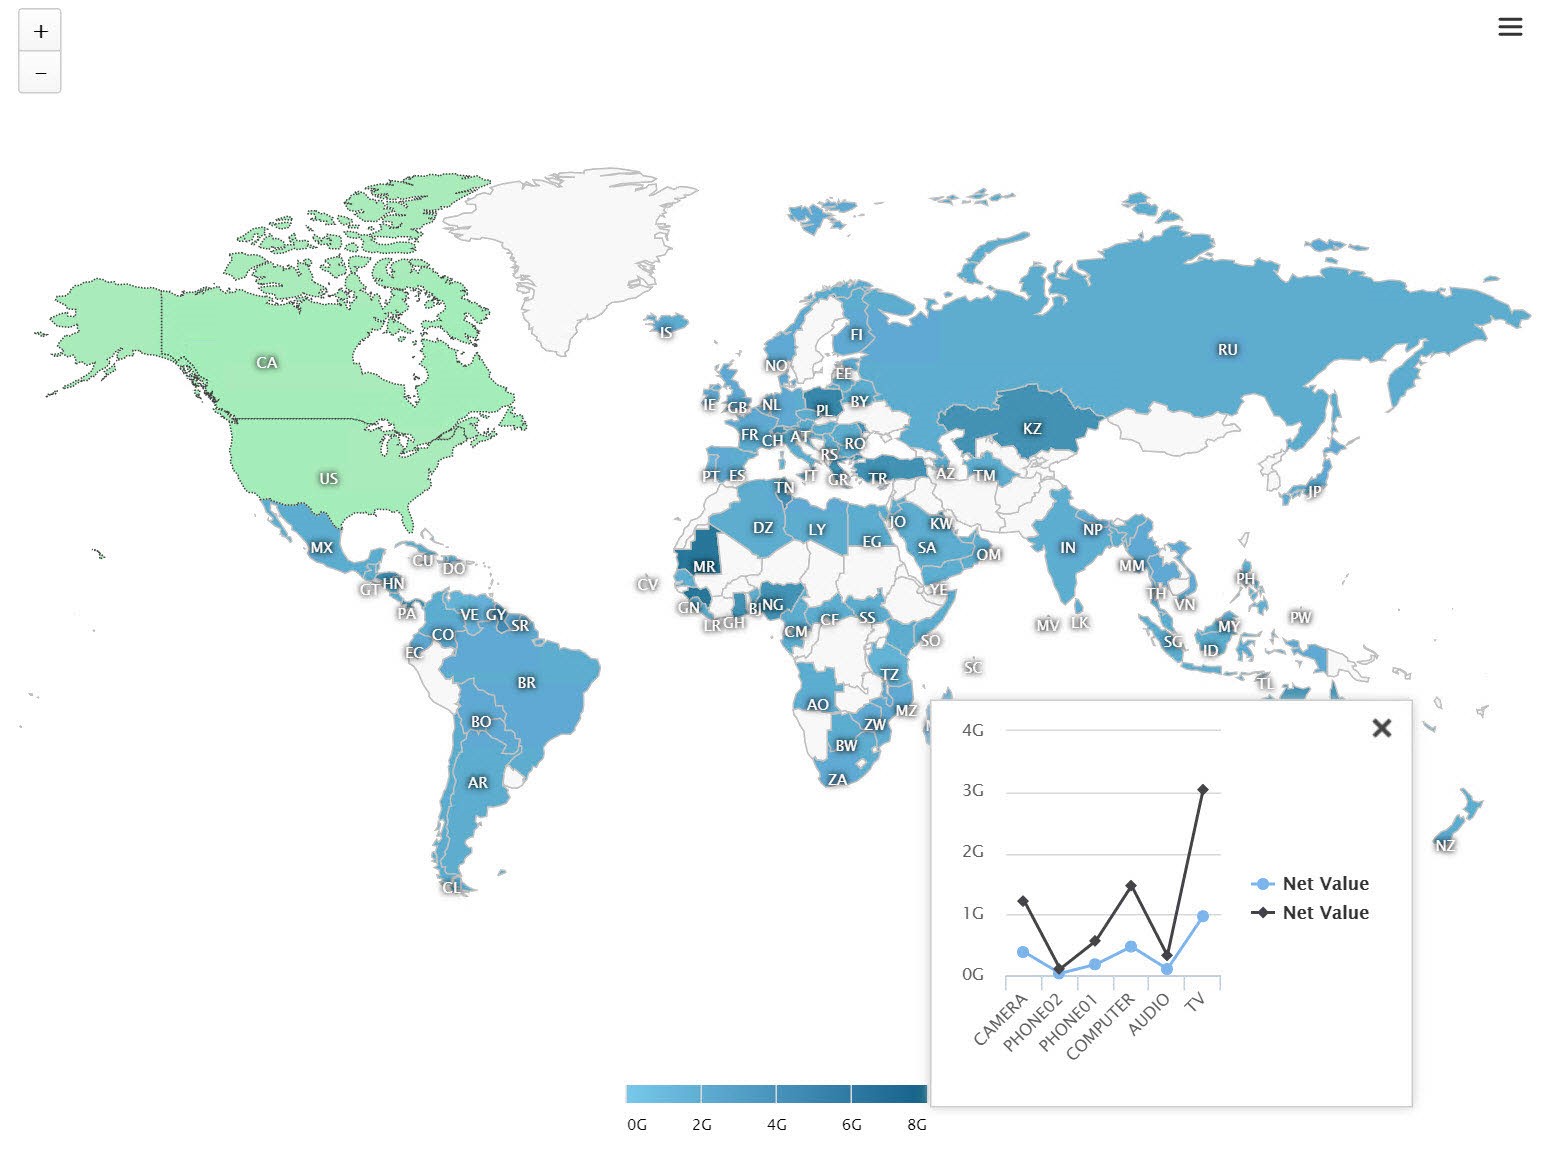 +
−
IS
FI
RU
CA
NO
EE
IE
GB
NL
PL
BY
KZ
FR
CH
AT
RO
RS
PT
ES
IT
GR
TR
AZ
TM
US
TN
JP
DZ
LY
EG
JO
KW
SA
OM
IN
NP
MX
CU
DO
MR
MM
GT
HN
CV
YE
TH
VN
PH
PA
VE
GY
SR
GN
LR
GH
BJ
NG
CM
CF
SS
SO
MV
LK
PW
CO
EC
SC
SG
MY
ID
BR
TZ
TL
AO
MZ
ZW
BO
BW
ZA
AR
CL
NZ
4G
3G
2G
1G
0G
CAMERA
PHONE02
PHONE01
COMPUTER
AUDIO
TV
Net Value
Net Value
0G 2G 4G 6G 8G